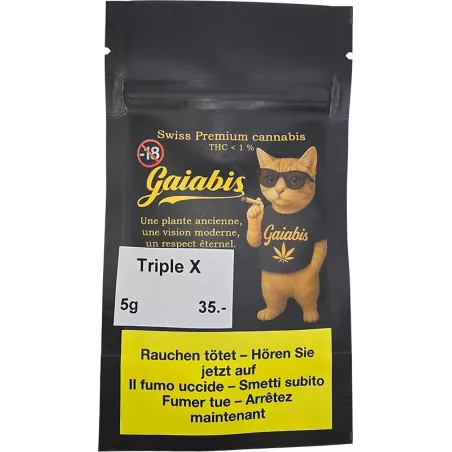 Swiss Premium cannabis
THC < 1 %
-18
Gaiabis
Une plante ancienne,
une vision moderne,
un respect éternel.
Gaiabis
Triple X
5g 35.-
Rauchen tötet – Hören Sie
jetzt auf
Il fumo uccide – Smetti subito
Fumer tue – Arrêtez
maintenant